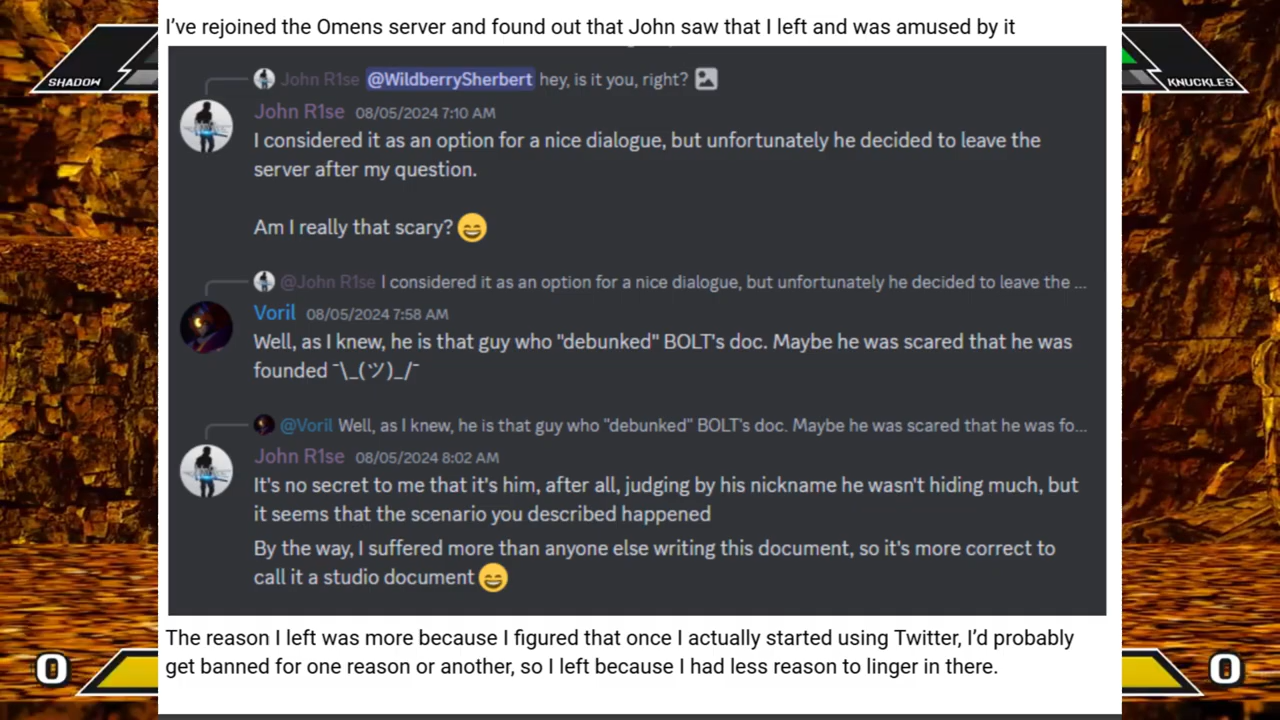 I’ve rejoined the Omens server and found out that John saw that I left and was amused by it
John R1se @WildberrySherbert hey, is it you, right?
John R1se 08/05/2024 7:10 AM
I considered it as an option for a nice dialogue, but unfortunately he decided to leave the
server after my question.
Am I really that scary? 😄
@John R1se I considered it as an option for a nice dialogue, but unfortunately he decided to leave the ...
Voril 08/05/2024 7:58 AM
Well, as I knew, he is that guy who "debunked" BOLT's doc. Maybe he was scared that he was
founded ¯\_(ツ)_/¯
@Voril Well, as I knew, he is that guy who "debunked" BOLT's doc. Maybe he was scared that he was fo...
John R1se 08/05/2024 8:02 AM
It's no secret to me that it's him, after all, judging by his nickname he wasn't hiding much, but
it seems that the scenario you described happened
By the way, I suffered more than anyone else writing this document, so it's more correct to
call it a studio document 😄
The reason I left was more because I figured that once I actually started using Twitter, I’d probably
get banned for one reason or another, so I left because I had less reason to linger in there.
SHADOW
KNUCKLES
0
0